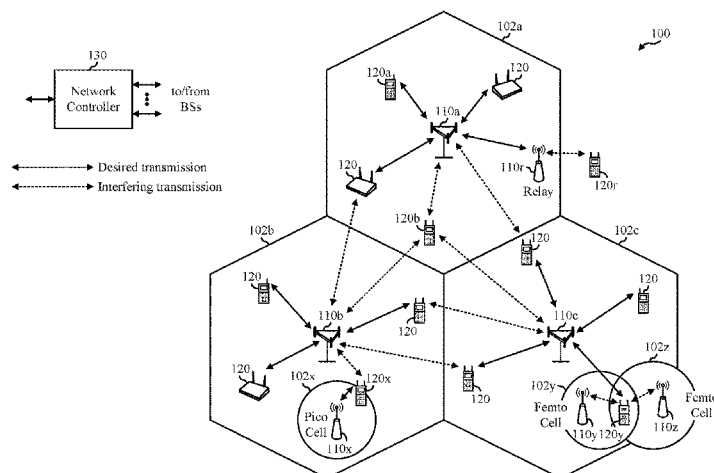 102a
100
130
Network
Controller
to/from
BSs
120
120a
110a
120
Desired transmission
Interfering transmission
110r
Relay
120r
102b
120b
102c
120
120
120
110b
120
110c
120
102z
120
102x
120x
120
102y
Pico
Cell
110x
Femto
Cell
110y
120y
110z
Femto
Cell